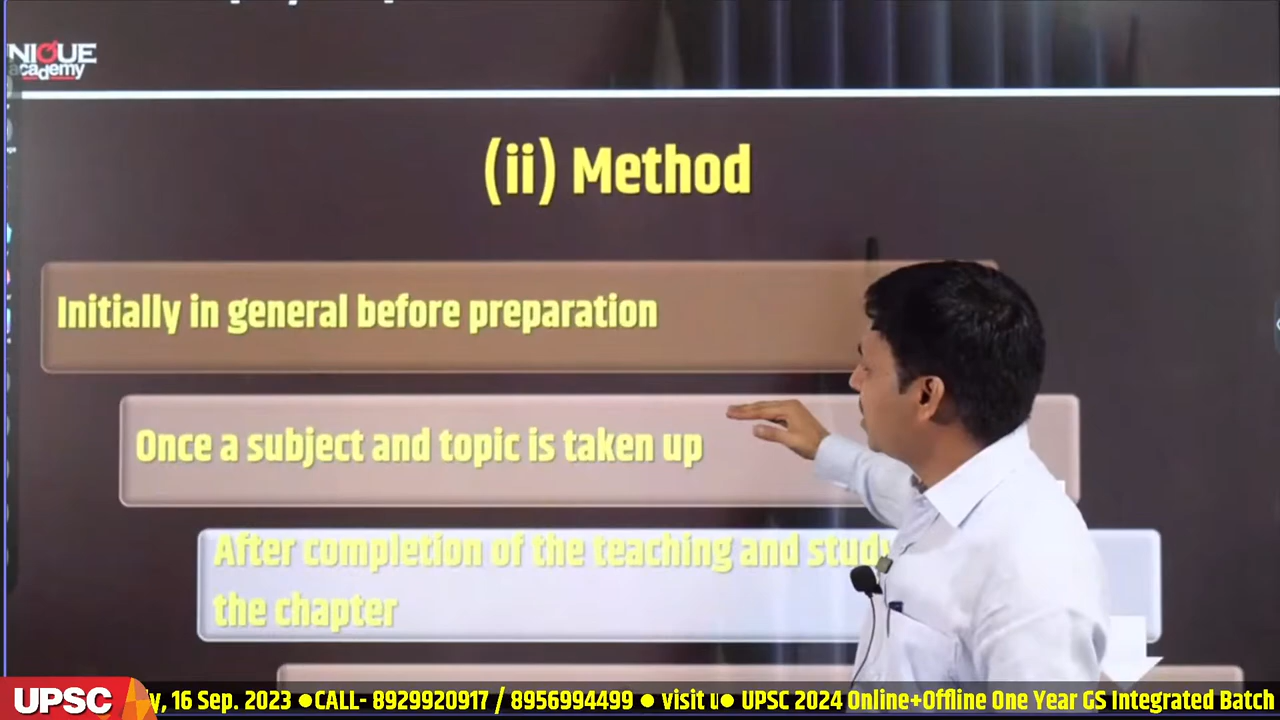 NIQUE
academy
(ii) Method
Initially in general before preparation
Once a subject and topic is taken up
After completion of the teaching and study
the chapter
UPSC
y, 16 Sep. 2023 ●CALL- 8929920917 / 8956994499 ● visit u● UPSC 2024 Online+Offline One Year GS Integrated Batch